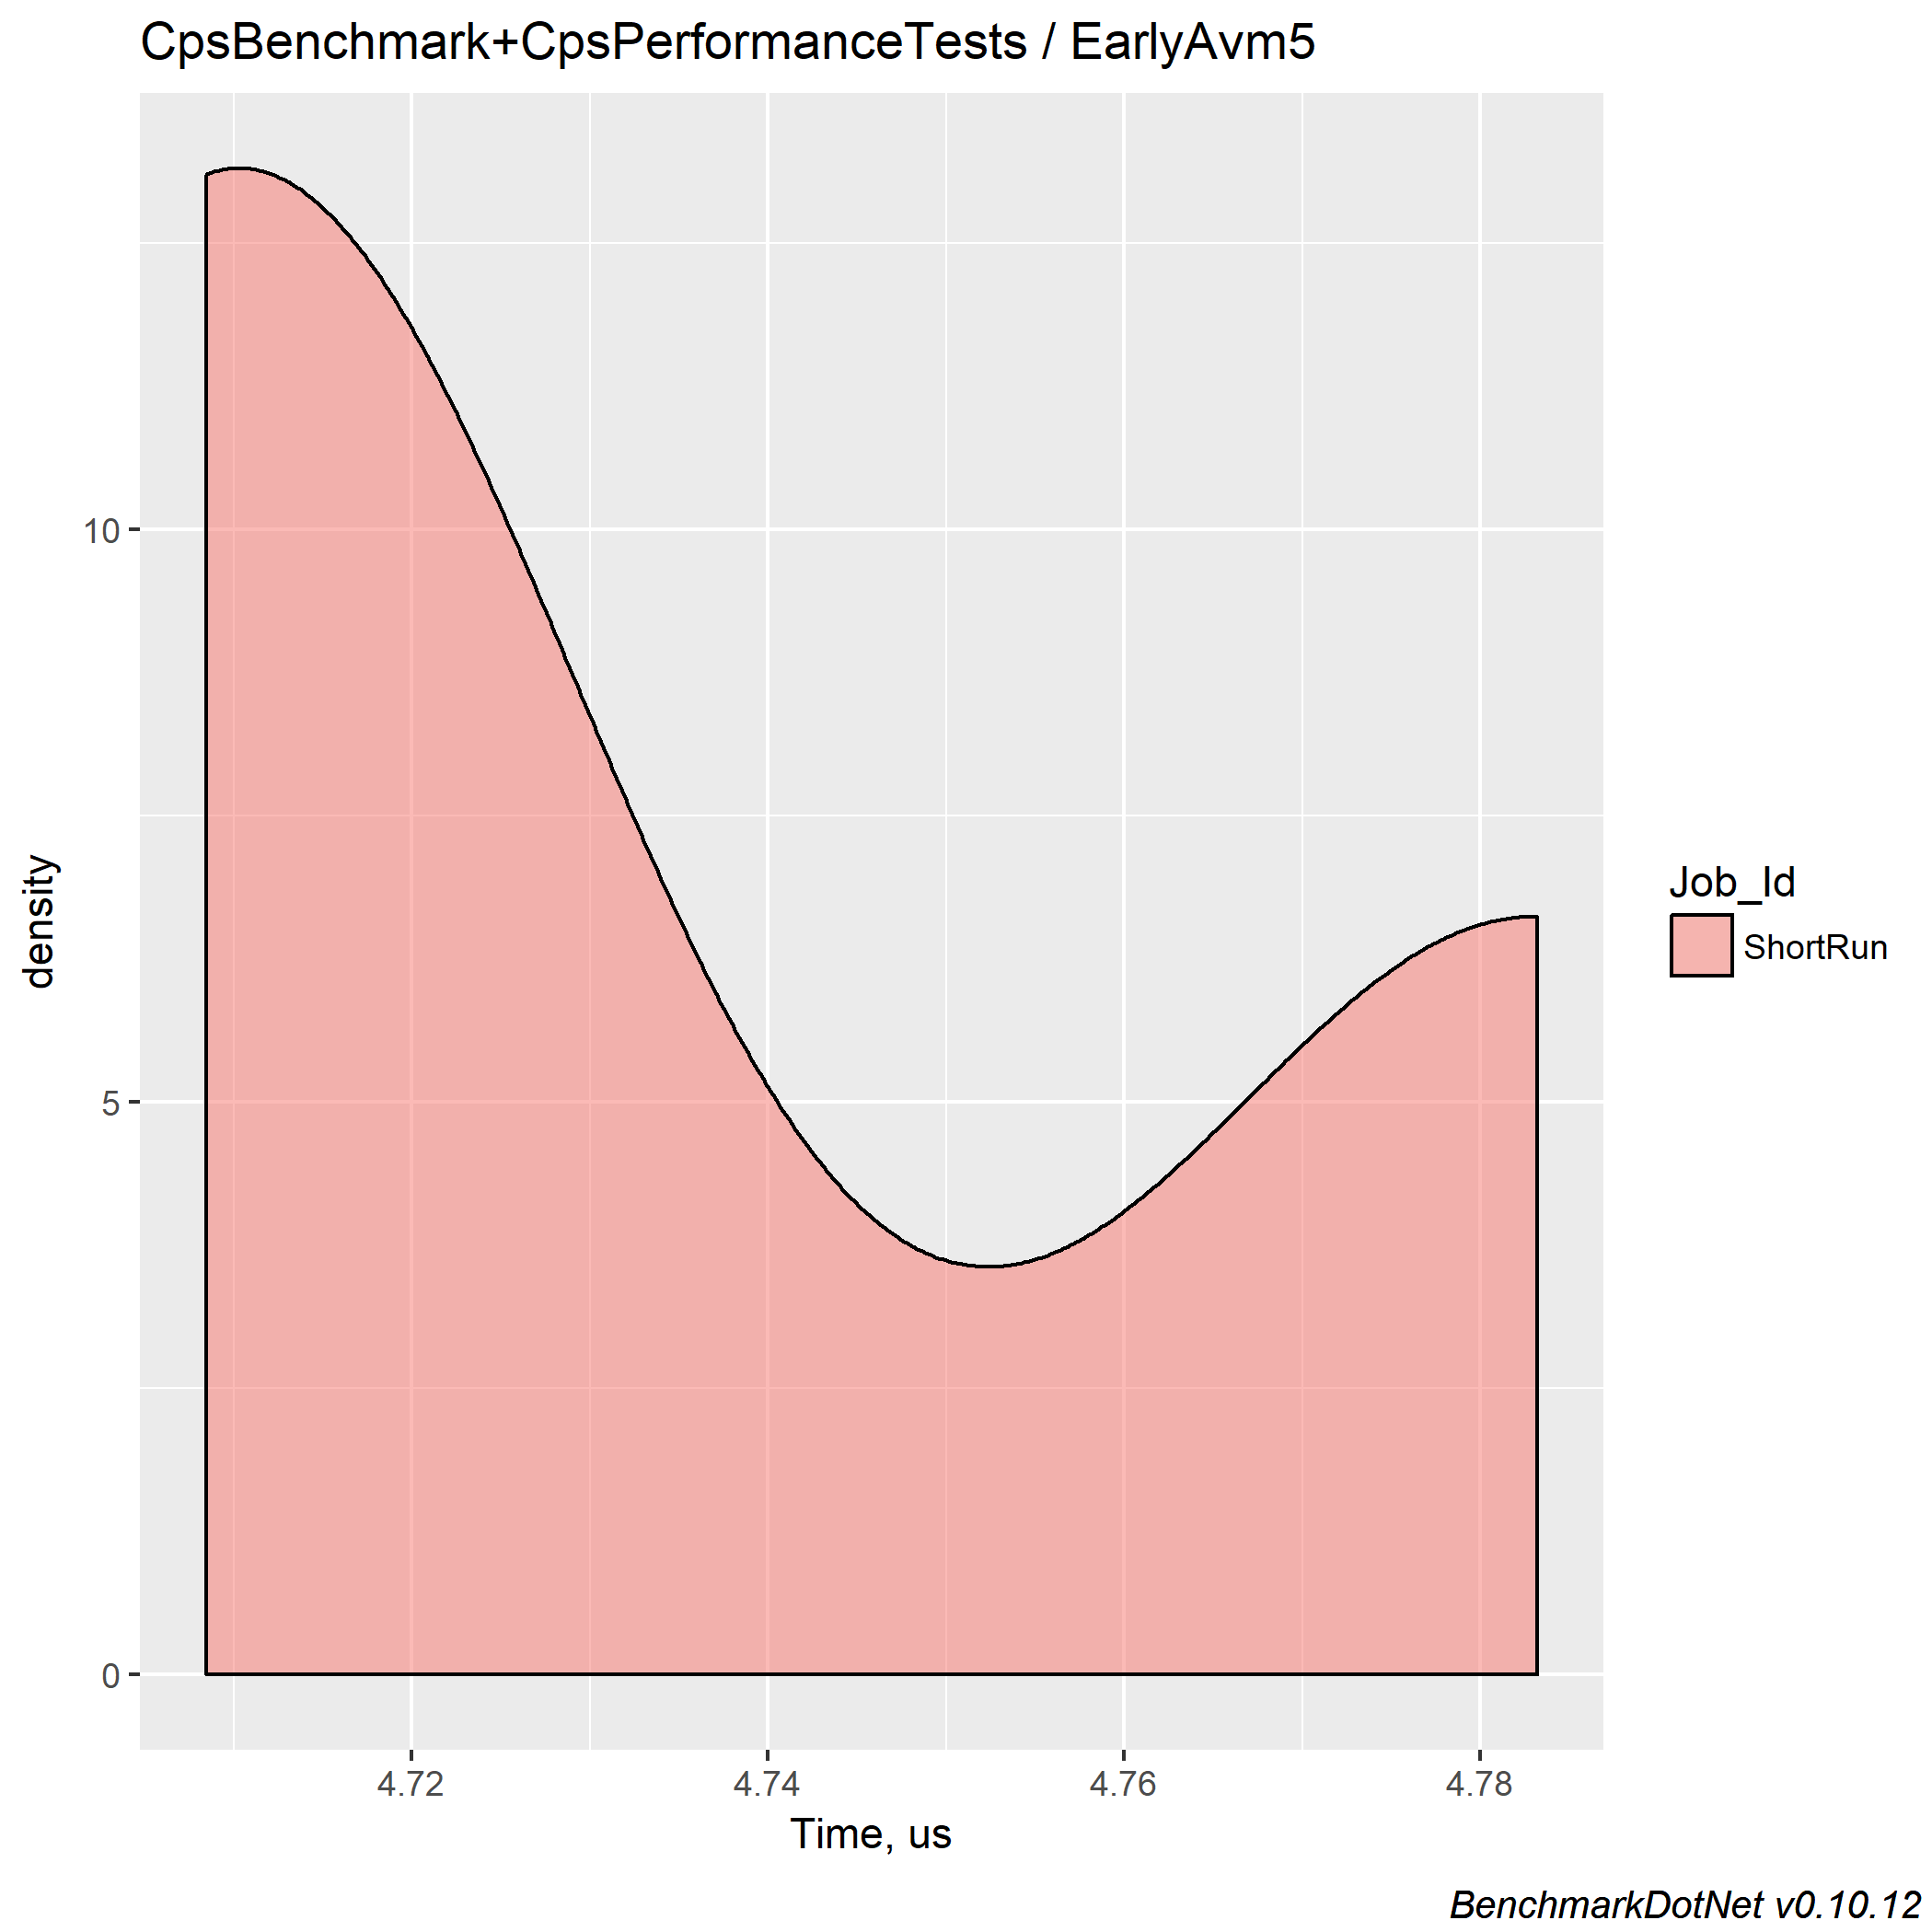 CpsBenchmark+CpsPerformanceTests / EarlyAvm5
density
10
5
0
4.72 4.74 4.76 4.78
Time, us
Job_Id
ShortRun
BenchmarkDotNet v0.10.12